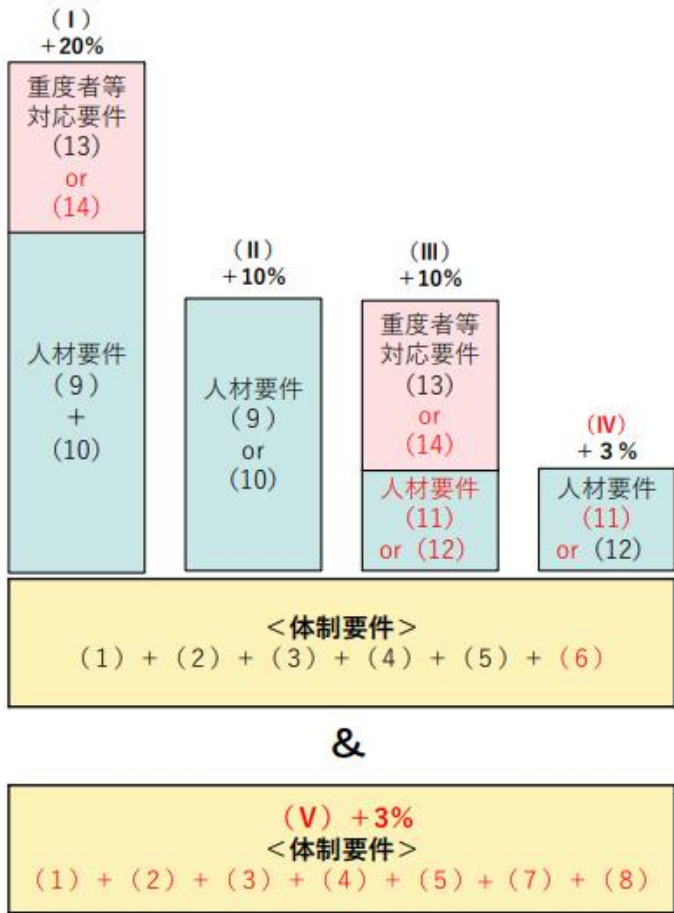 （Ⅰ）
＋20%
重度者等
対応要件
（13）
or
（14）
人材要件
（９）
＋
（10）
（Ⅱ）
＋10%
人材要件
（９）
or
（10）
（Ⅲ）
＋10%
重度者等
対応要件
（13）
or
（14）
人材要件
（11）
or（12）
（Ⅳ）
＋３％
人材要件
（11）
or（12）
＜体制要件＞
（1）＋（2）＋（3）＋（4）＋（5）＋（6）
&
（Ⅴ）＋3%
＜体制要件＞
（1）＋（2）＋（3）＋（4）＋（5）＋（7）＋（8）